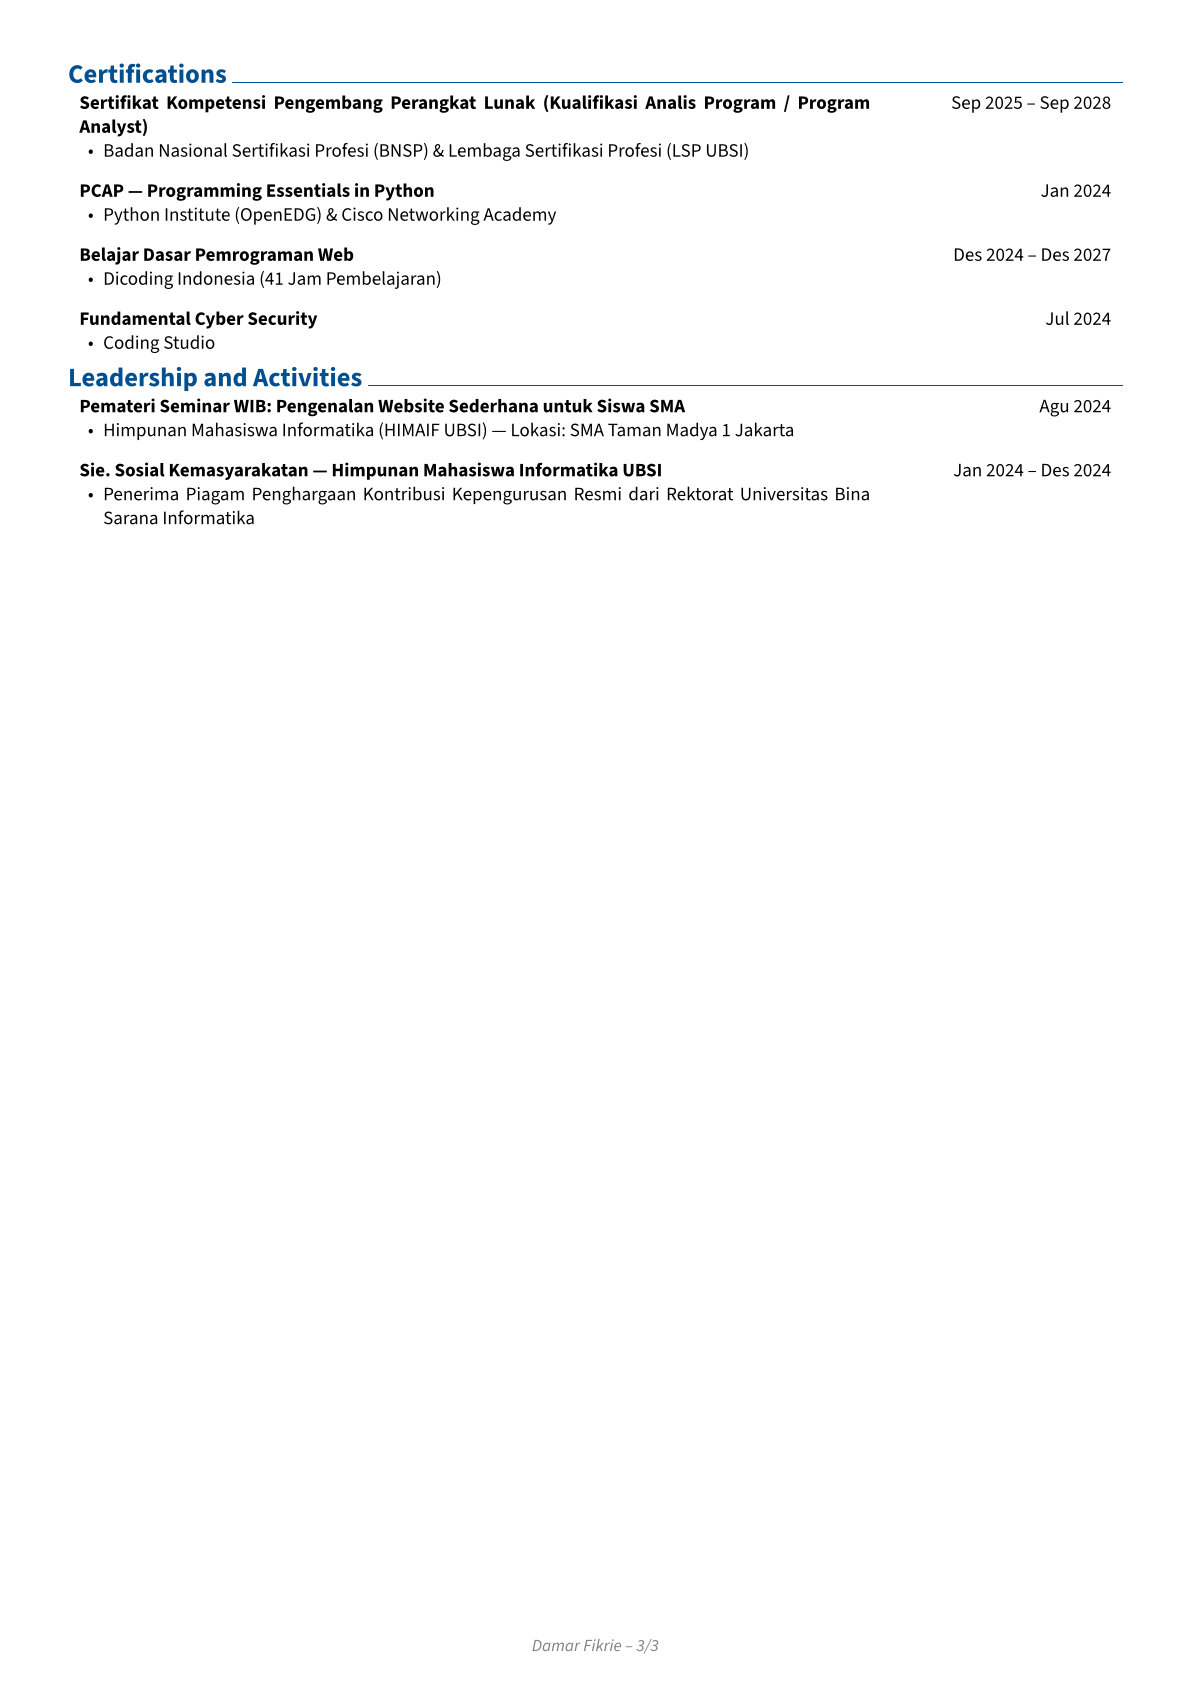 Certifications
Sertifikat Kompetensi Pengembang Perangkat Lunak (Kualifikasi Analis Program / Program Sep 2025 – Sep 2028
Analyst)
• Badan Nasional Sertifikasi Profesi (BNSP) & Lembaga Sertifikasi Profesi (LSP UBSI)
PCAP — Programming Essentials in Python Jan 2024
• Python Institute (OpenEDG) & Cisco Networking Academy
Belajar Dasar Pemrograman Web Des 2024 – Des 2027
• Dicoding Indonesia (41 Jam Pembelajaran)
Fundamental Cyber Security Jul 2024
• Coding Studio
Leadership and Activities
Pemateri Seminar WIB: Pengenalan Website Sederhana untuk Siswa SMA Agu 2024
• Himpunan Mahasiswa Informatika (HIMAIF UBSI) — Lokasi: SMA Taman Madya 1 Jakarta
Sie. Sosial Kemasyarakatan — Himpunan Mahasiswa Informatika UBSI Jan 2024 – Des 2024
• Penerima Piagam Penghargaan Kontribusi Kepengurusan Resmi dari Rektorat Universitas Bina
Sarana Informatika
Damar Fikrie – 3/3